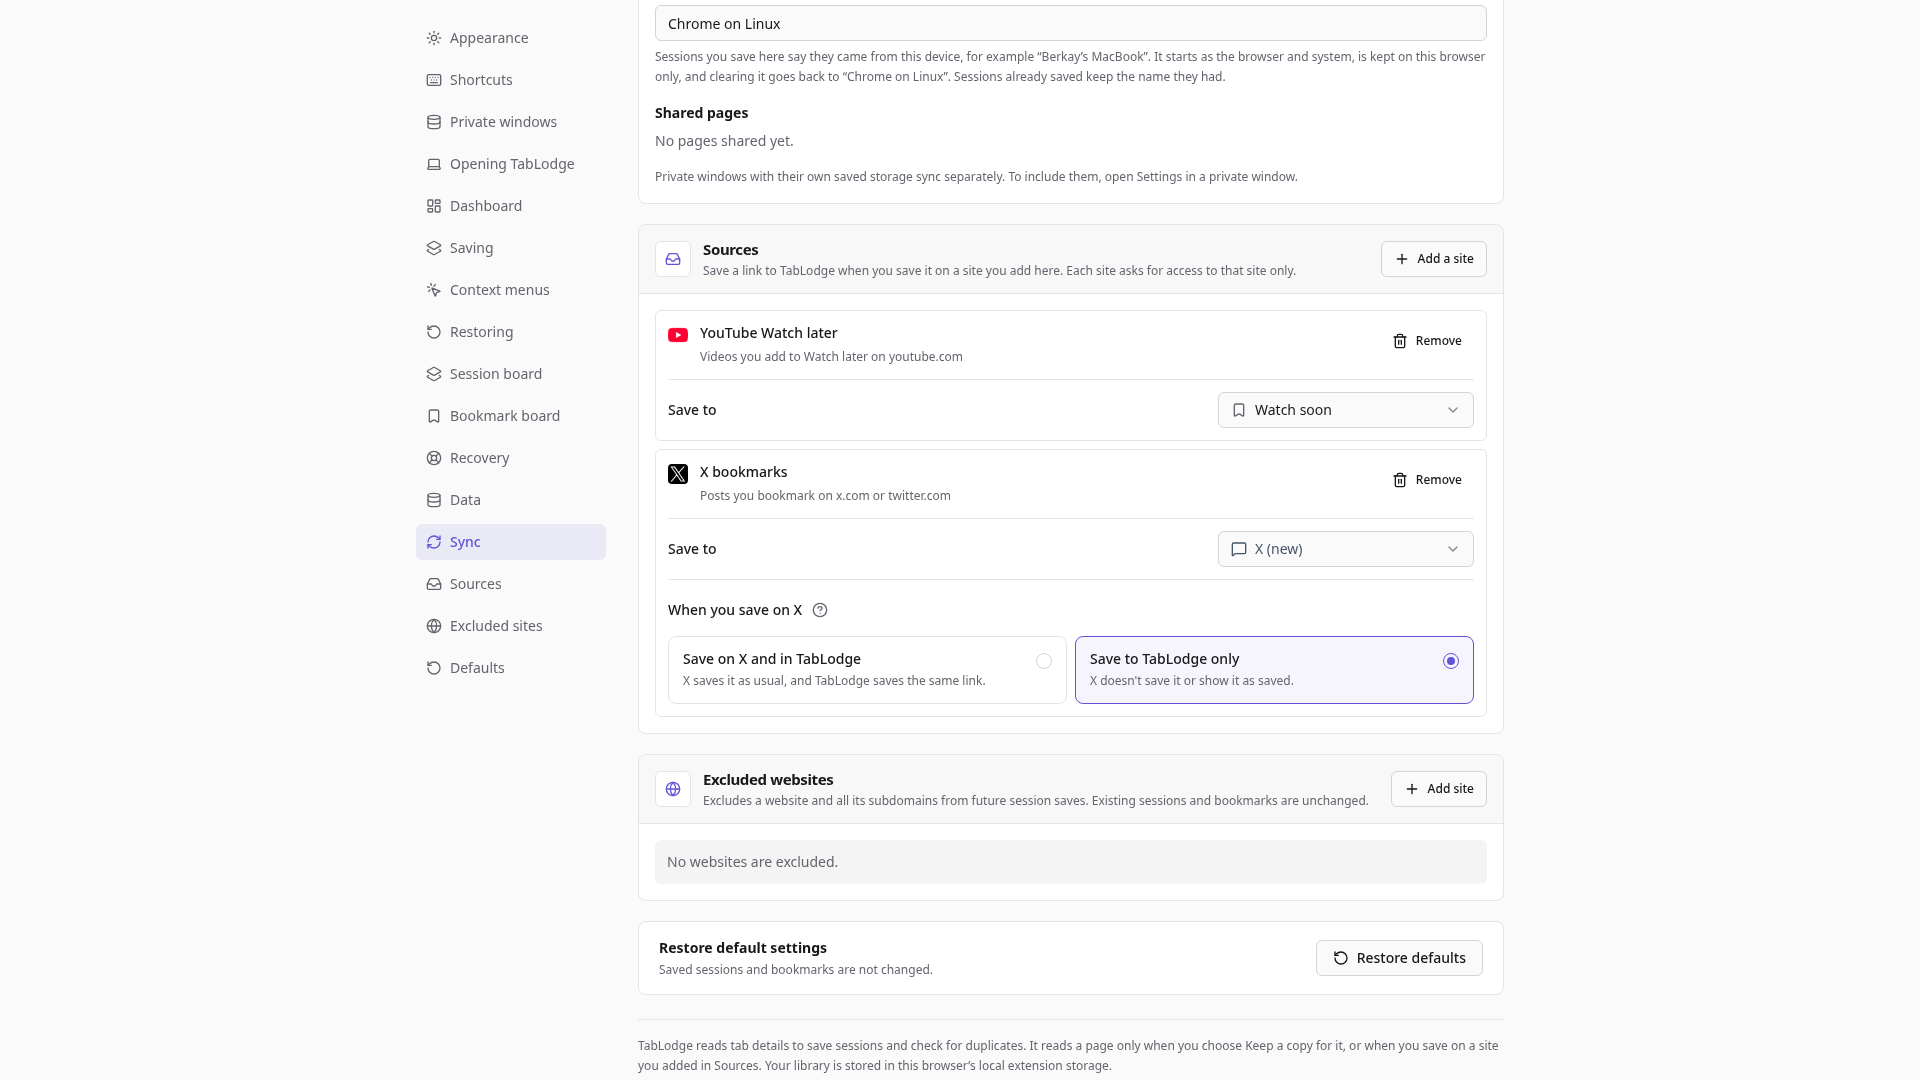 Appearance
Shortcuts
Private windows
Opening TabLodge
Dashboard
Saving
Context menus
Restoring
Session board
Bookmark board
Recovery
Data
Sync
Sources
Excluded sites
Defaults
Chrome on Linux
Sessions you save here say they came from this device, for example “Berkay’s MacBook”. It starts as the browser and system, is kept on this browser
only, and clearing it goes back to “Chrome on Linux”. Sessions already saved keep the name they had.
Shared pages
No pages shared yet.
Private windows with their own saved storage sync separately. To include them, open Settings in a private window.
Sources
Save a link to TabLodge when you save it on a site you add here. Each site asks for access to that site only.
Add a site
YouTube Watch later
Videos you add to Watch later on youtube.com
Remove
Save to
Watch soon
X bookmarks
Posts you bookmark on x.com or twitter.com
Remove
Save to
X (new)
When you save on X
Save on X and in TabLodge
X saves it as usual, and TabLodge saves the same link.
Save to TabLodge only
X doesn't save it or show it as saved.
Excluded websites
Excludes a website and all its subdomains from future session saves. Existing sessions and bookmarks are unchanged.
Add site
No websites are excluded.
Restore default settings
Saved sessions and bookmarks are not changed.
Restore defaults
TabLodge reads tab details to save sessions and check for duplicates. It reads a page only when you choose Keep a copy for it, or when you save on a site
you added in Sources. Your library is stored in this browser’s local extension storage.